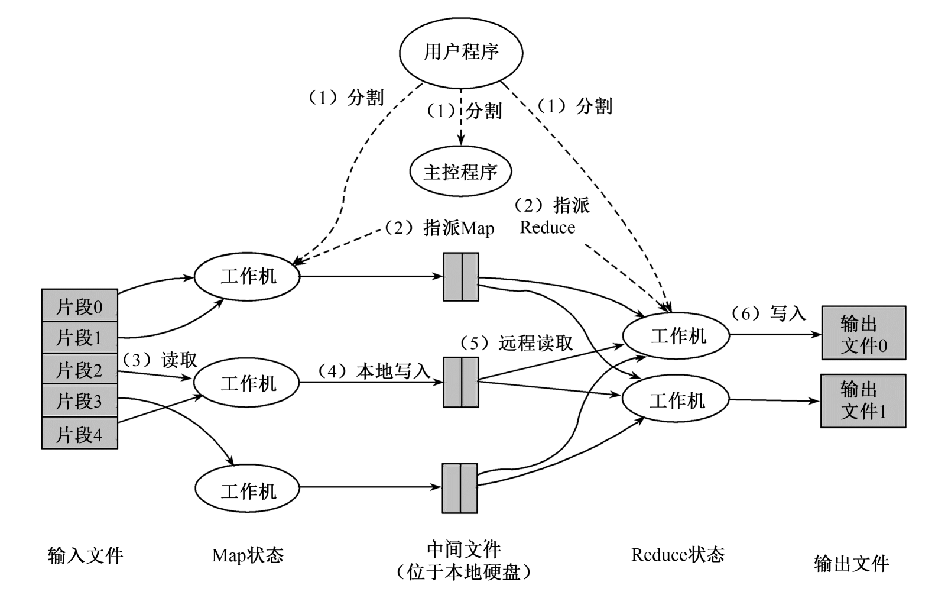 用户程序
（1）分割
（1）分割
（1）分割
主控程序
（2）指派Map
（2）指派
Reduce
工作机
片段0
片段1
片段2
片段3
片段4
（3）读取
工作机
（4）本地写入
（5）远程读取
工作机
（6）写入
输出
文件0
工作机
输出
文件1
工作机
输入文件
Map状态
中间文件
（位于本地硬盘）
Reduce状态
输出文件